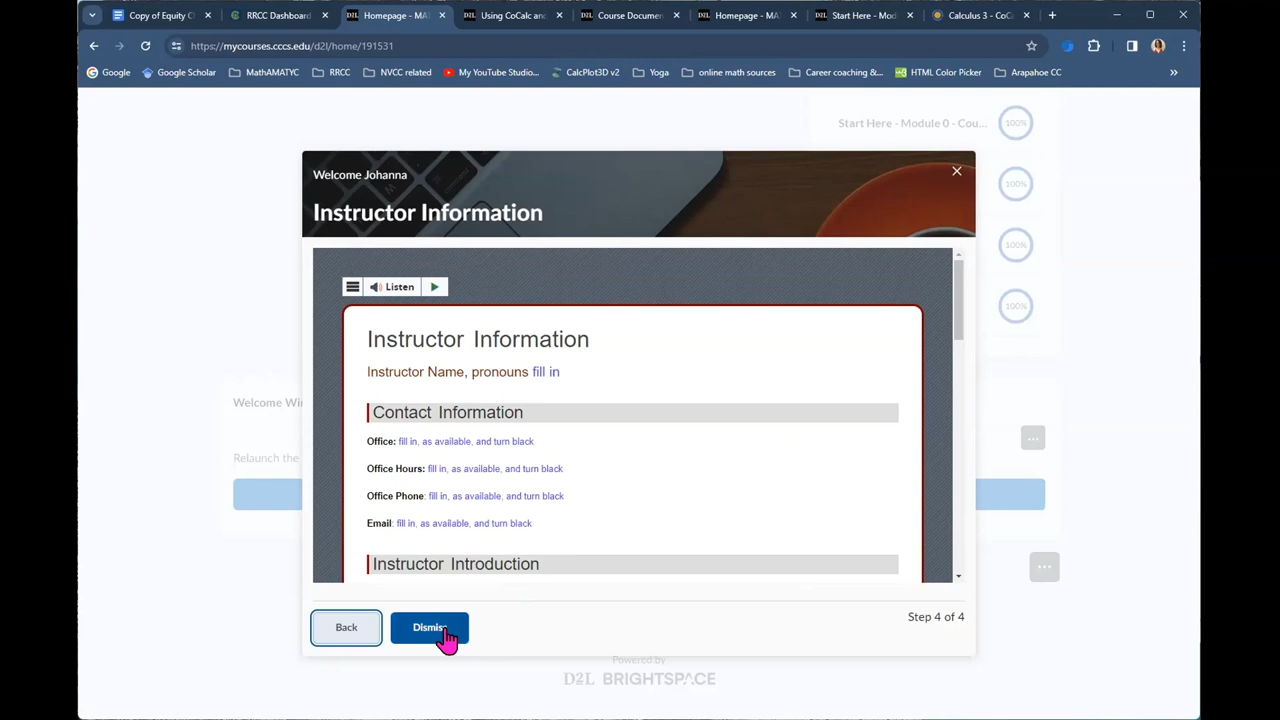 Copy of Equity C
RRCC Dashboard
Homepage - MA
Using CoCalc and
Course Documen
Homepage - MA
Start Here - Mod
Calculus 3 - CoC
https://mycourses.cccs.edu/d2l/home/191531
Google
Google Scholar
MathAMATYC
RRCC
NVCC related
My YouTube Studio...
CalcPlot3D v2
Yoga
online math sources
Career coaching &...
HTML Color Picker
Arapahoe CC
»
Start Here - Module 0 - Cou...
100%
100%
100%
100%
Welcome Johanna
Instructor Information
Listen
Instructor Information
Instructor Name, pronouns fill in
Contact Information
Office: fill in, as available, and turn black
Office Hours: fill in, as available, and turn black
Office Phone: fill in, as available, and turn black
Email: fill in, as available, and turn black
Instructor Introduction
Welcome Wi
Relaunch the
Back
Dismis
Step 4 of 4
Powered by
D2L BRIGHTSPACE